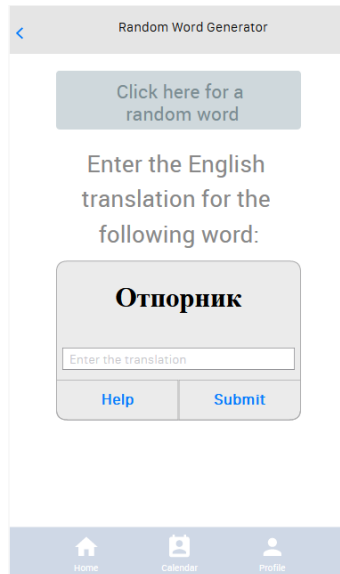 Random Word Generator
Click here for a
random word
Enter the English
translation for the
following word:
Отпорник
Enter the translation
Help Submit
Home Calendar Profile